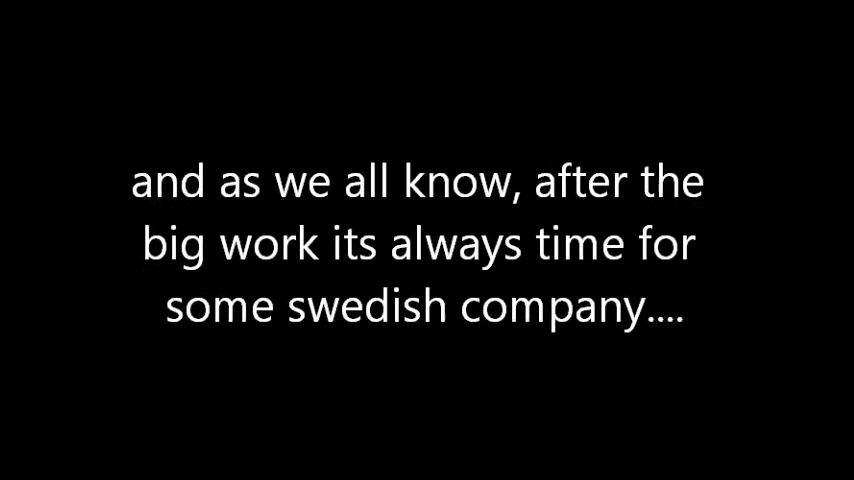 and as we all know, after the
big work its always time for
some swedish company....